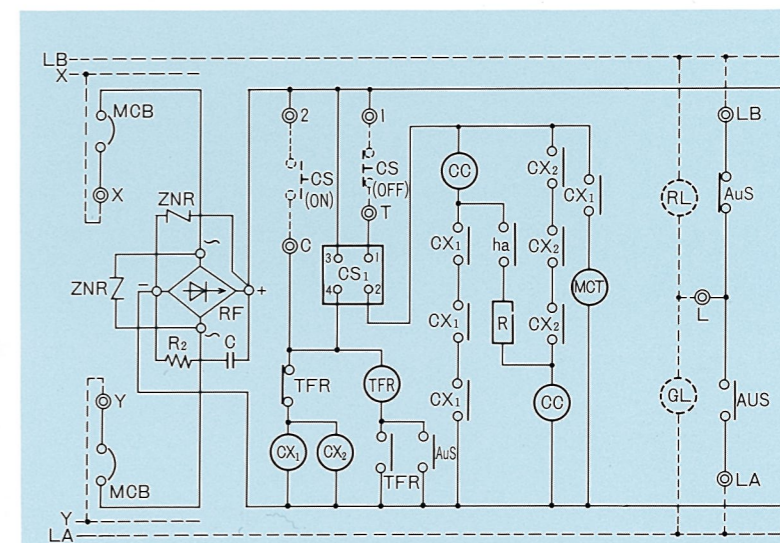 LB
X
MCB
X
ZNR
ZNR
RF
~
~
−
+
R2
C
Y
MCB
Y
LA
2
CS
(ON)
C
1
CS
(OFF)
T
3
1
CS1
4
2
TFR
TFR
CX1
CX2
TFR
AuS
CC
CX1
CX1
CX1
ha
R
CX2
CX2
CX2
CC
CX1
MCT
RL
GL
L
LB
AuS
AUS
LA